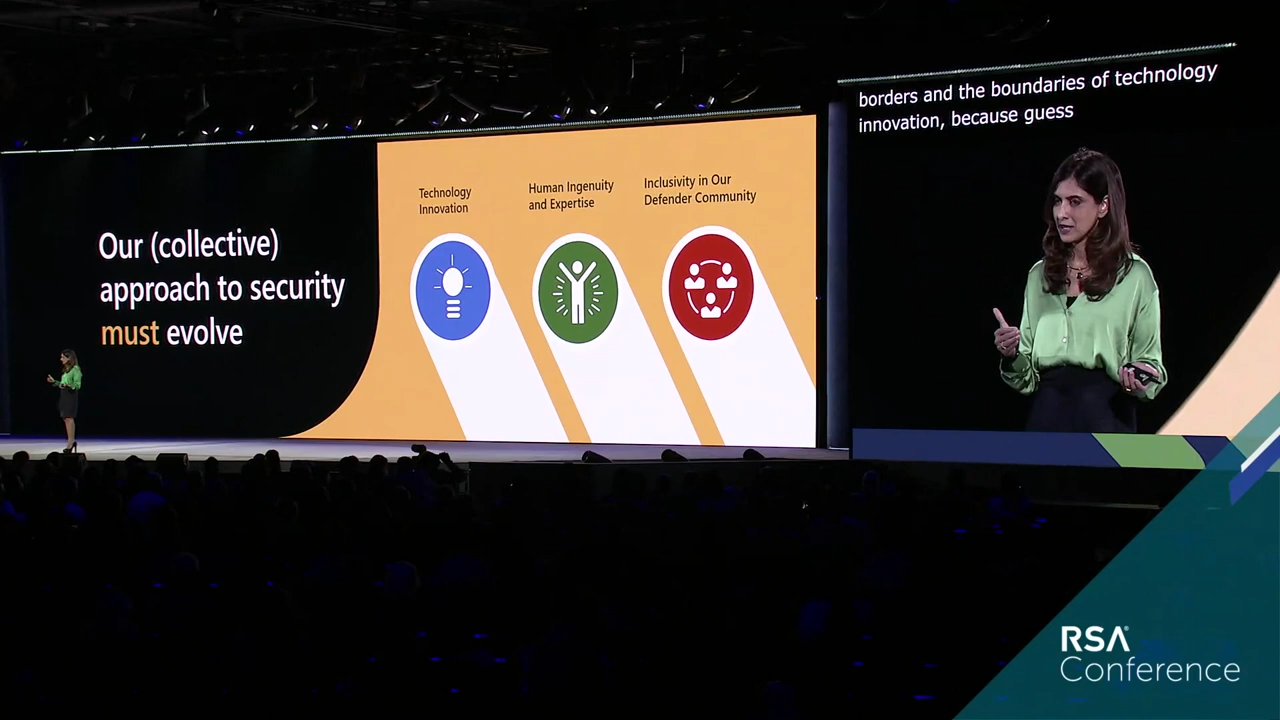 borders and the boundaries of technology
innovation, because guess
Our (collective)
approach to security
must evolve
Technology
Innovation
Human Ingenuity
and Expertise
Inclusivity in Our
Defender Community
RSA
Conference